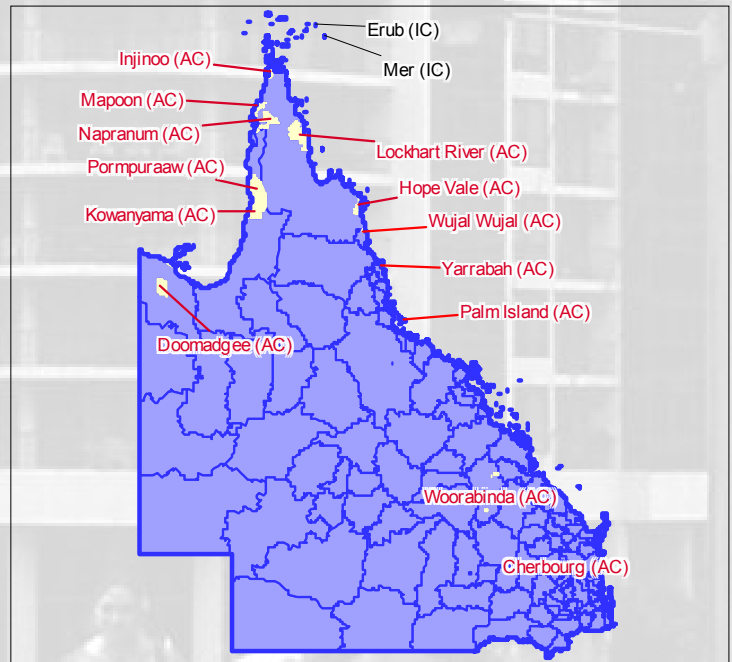 Erub (IC)
Injinoo (AC)
Mer (IC)
Mapoon (AC)
Napranum (AC)
Lockhart River (AC)
Pormpuraaw (AC)
Hope Vale (AC)
Kowanyama (AC)
Wujal Wujal (AC)
Yarrabah (AC)
Palm Island (AC)
Doomadgee (AC)
Woorabinda (AC)
Cherbourg (AC)